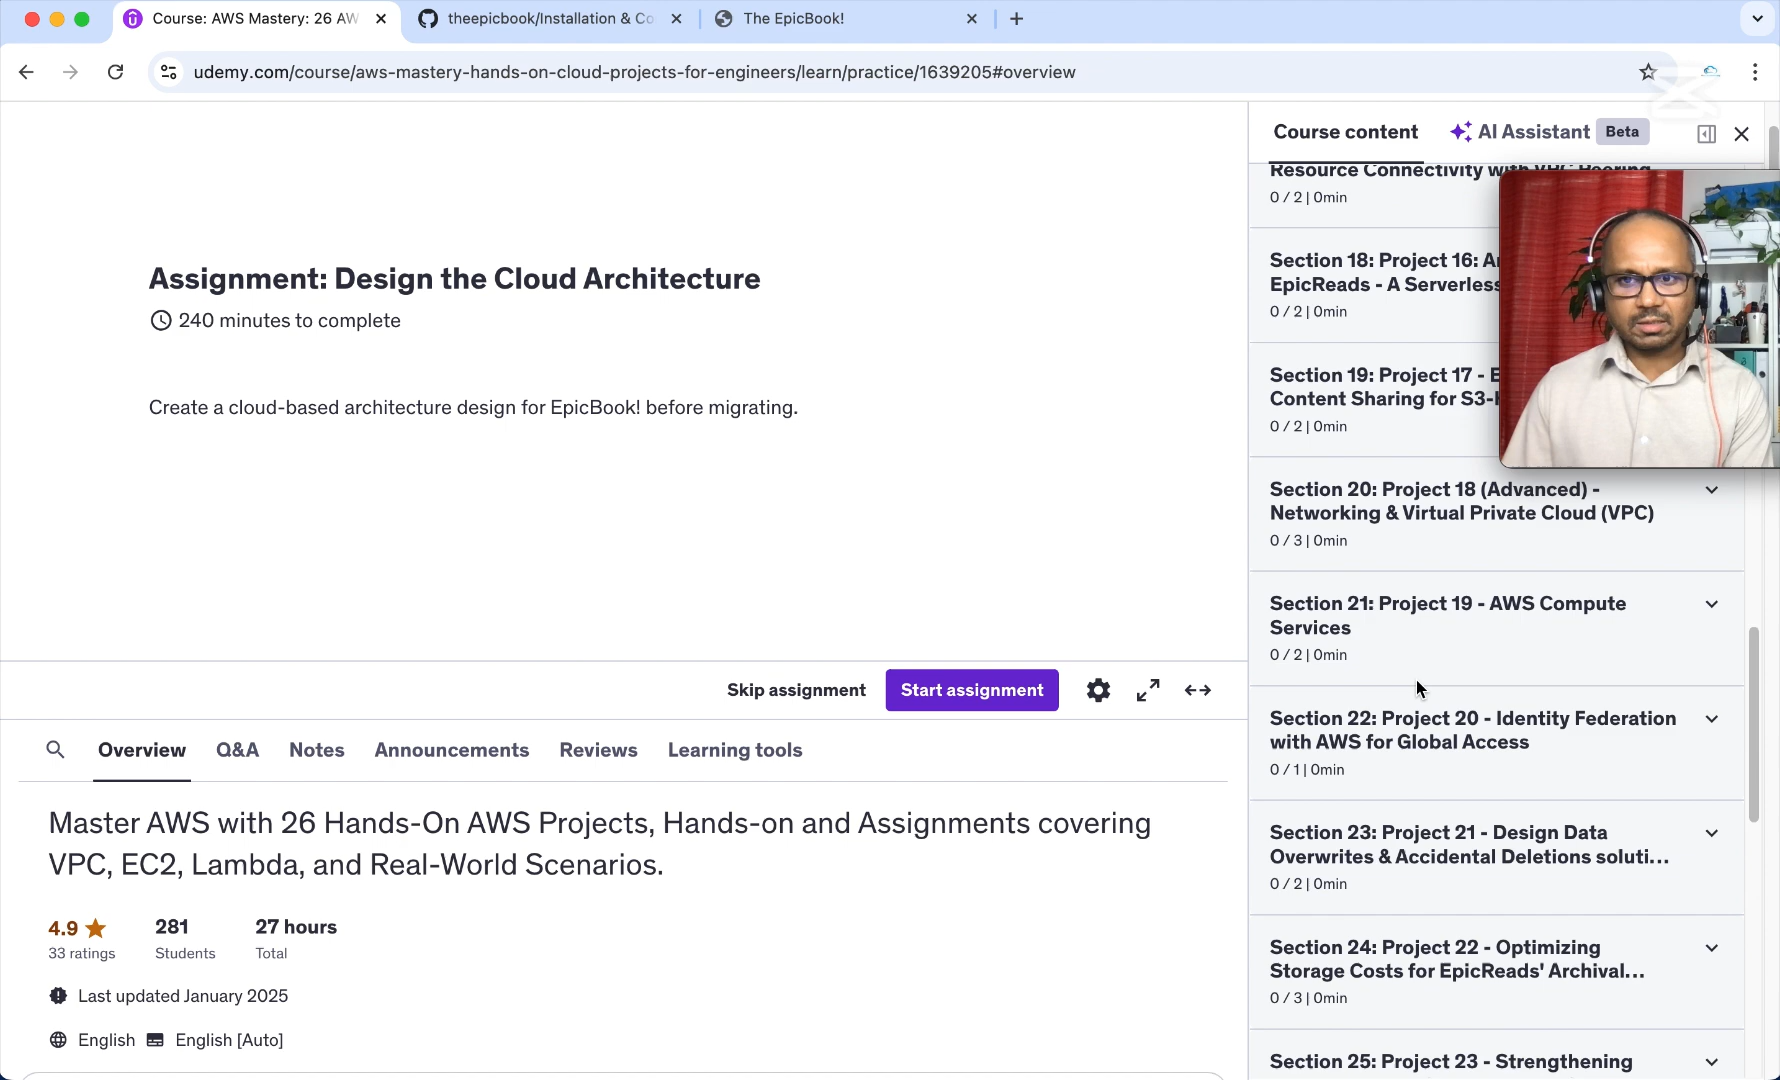 Course: AWS Mastery: 26 AW
theepicbook/Installation & Co
The EpicBook!
udemy.com/course/aws-mastery-hands-on-cloud-projects-for-engineers/learn/practice/1639205#overview
Assignment: Design the Cloud Architecture
240 minutes to complete
Create a cloud-based architecture design for EpicBook! before migrating.
Skip assignment
Start assignment
Overview
Q&A
Notes
Announcements
Reviews
Learning tools
Master AWS with 26 Hands-On AWS Projects, Hands-on and Assignments covering
VPC, EC2, Lambda, and Real-World Scenarios.
4.9
281
27 hours
33 ratings
Students
Total
Last updated January 2025
English
English [Auto]
Course content
AI Assistant
Beta
Resource Connectivity with VPC Peering
0 / 2 | 0min
Section 18: Project 16:
EpicReads - A Serverless
0 / 2 | 0min
Section 19: Project 17 -
Content Sharing for
0 / 2 | 0min
Section 20: Project 18 (Advanced) -
Networking & Virtual Private Cloud (VPC)
0 / 3 | 0min
Section 21: Project 19 - AWS Compute
Services
0 / 2 | 0min
Section 22: Project 20 - Identity Federation
with AWS for Global Access
0 / 1 | 0min
Section 23: Project 21 - Design Data
Overwrites & Accidental Deletions soluti...
0 / 2 | 0min
Section 24: Project 22 - Optimizing
Storage Costs for EpicReads' Archival...
0 / 3 | 0min
Section 25: Project 23 - Strengthening